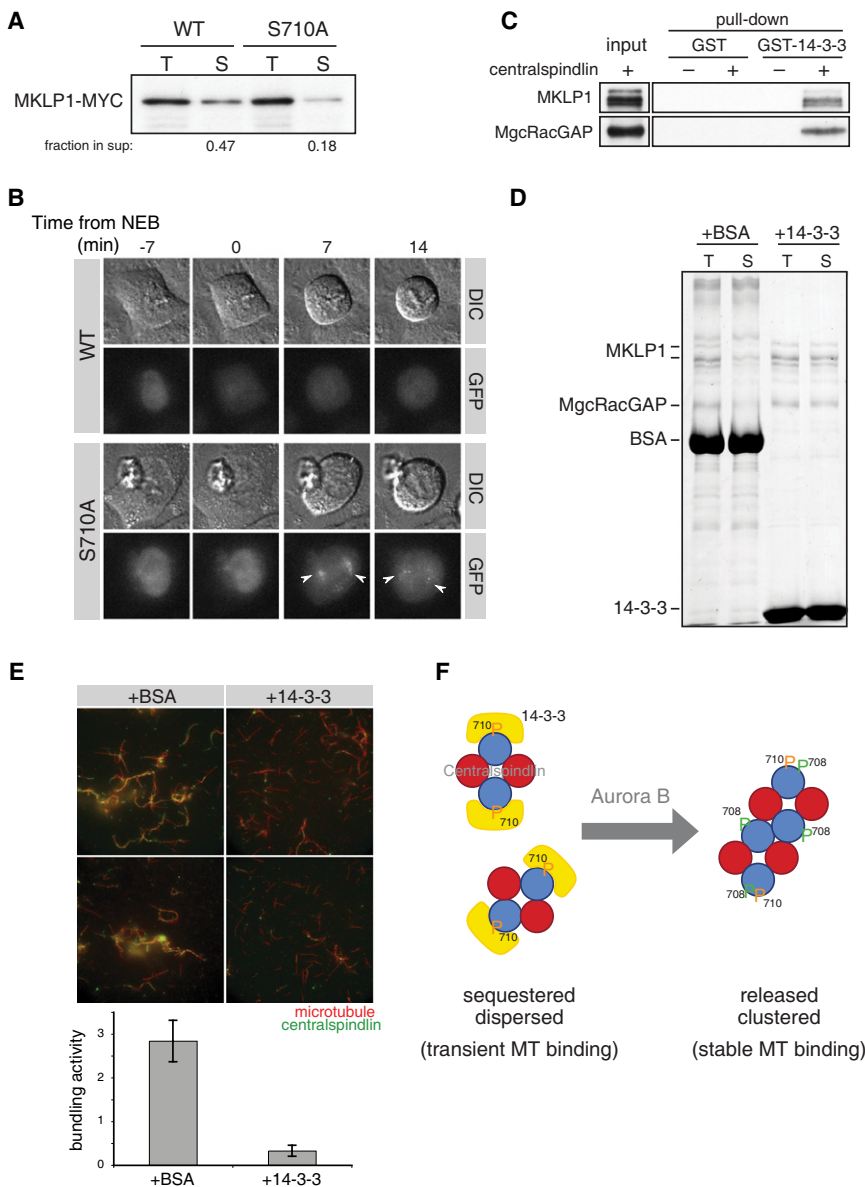 A
WT S710A
T S T S
MKLP1-MYC
fraction in sup: 0.47 0.18
C
pull-down
input GST GST-14-3-3
centralspindlin + − + − +
MKLP1
MgcRacGAP
B
Time from NEB
(min) -7 0 7 14
WT
DIC
GFP
S710A
DIC
GFP
D
+BSA +14-3-3
T S T S
MKLP1
MgcRacGAP
BSA
14-3-3
E
+BSA +14-3-3
microtubule
centralspindlin
bundling activity
3
2
1
0
+BSA +14-3-3
F
14-3-3
710 P
Centralspindlin
P 710
710 P
P 710
Aurora B
710 P P 708
708 P
P 708
708 P P 710
sequestered
dispersed
(transient MT binding)
released
clustered
(stable MT binding)